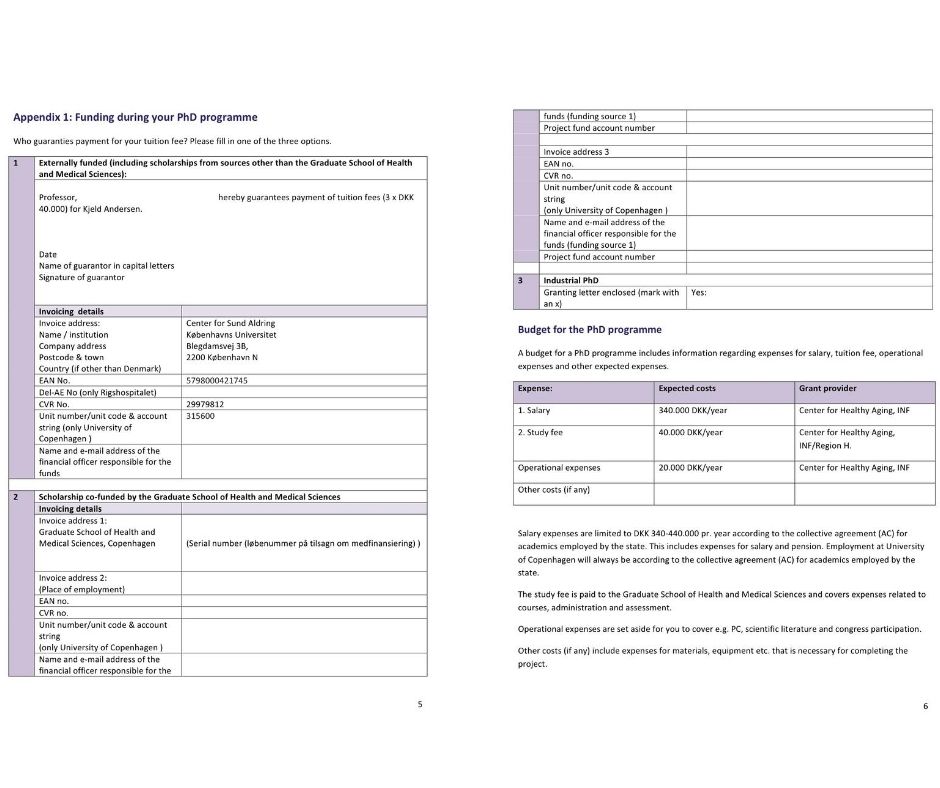 Appendix 1: Funding during your PhD programme
Who guaranties payment for your tuition fee? Please fill in one of the three options.
1 Externally funded (including scholarships from sources other than the Graduate School of Health
and Medical Sciences):
Professor, hereby guarantees payment of tuition fees (3 x DKK
40.000) for Kjeld Andersen.
Date
Name of guarantor in capital letters
Signature of guarantor
Invoicing details
Invoice address: Center for Sund Aldring
Name / institution Københavns Universitet
Company address Blegdamsvej 3B,
Postcode & town 2200 København N
Country (if other than Denmark)
EAN No. 5798000421745
Del-AE No (only Rigshospitalet)
CVR No. 29979812
Unit number/unit code & account 315600
string (only University of
Copenhagen )
Name and e-mail address of the
financial officer responsible for the
funds
2 Scholarship co-funded by the Graduate School of Health and Medical Sciences
Invoicing details
Invoice address 1:
Graduate School of Health and
Medical Sciences, Copenhagen (Serial number (løbenummer på tilsagn om medfinansiering) )
Invoice address 2:
(Place of employment)
EAN no.
CVR no.
Unit number/unit code & account
string
(only University of Copenhagen )
Name and e-mail address of the
financial officer responsible for the
5
funds (funding source 1)
Project fund account number
Invoice address 3
EAN no.
CVR no.
Unit number/unit code & account
string
(only University of Copenhagen )
Name and e-mail address of the
financial officer responsible for the
funds (funding source 1)
Project fund account number
3 Industrial PhD
Granting letter enclosed (mark with Yes:
an x)
Budget for the PhD programme
A budget for a PhD programme includes information regarding expenses for salary, tuition fee, operational
expenses and other expected expenses.
Expense: Expected costs Grant provider
1. Salary 340.000 DKK/year Center for Healthy Aging, INF
2. Study fee 40.000 DKK/year Center for Healthy Aging,
INF/Region H.
Operational expenses 20.000 DKK/year Center for Healthy Aging, INF
Other costs (if any)
Salary expenses are limited to DKK 340-440.000 pr. year according to the collective agreement (AC) for
academics employed by the state. This includes expenses for salary and pension. Employment at University
of Copenhagen will always be according to the collective agreement (AC) for academics employed by the
state.
The study fee is paid to the Graduate School of Health and Medical Sciences and covers expenses related to
courses, administration and assessment.
Operational expenses are set aside for you to cover e.g. PC, scientific literature and congress participation.
Other costs (if any) include expenses for materials, equipment etc. that is necessary for completing the
project.
6